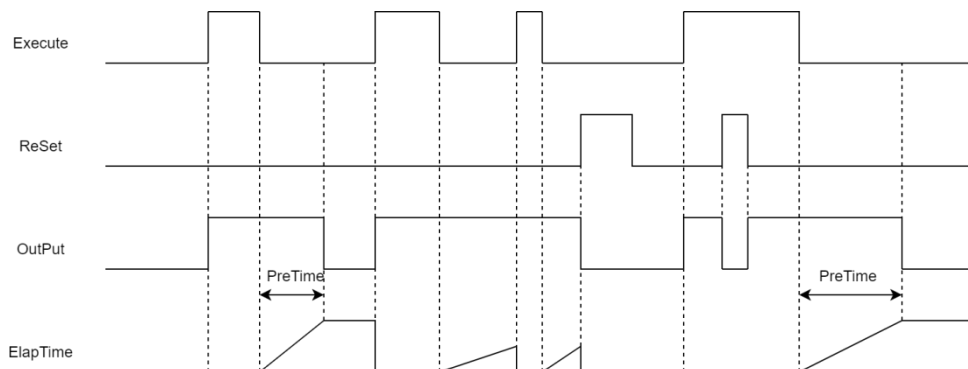 Execute
ReSet
OutPut
PreTime
PreTime
ElapTime